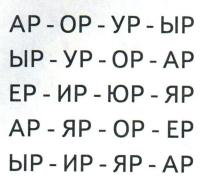 АР - ОР - УР - ЫР
ЫР - УР - ОР - АР
ЕР - ИР - ЮР - ЯР
АР - ЯР - ОР - ЕР
ЫР - ИР - ЯР - АР